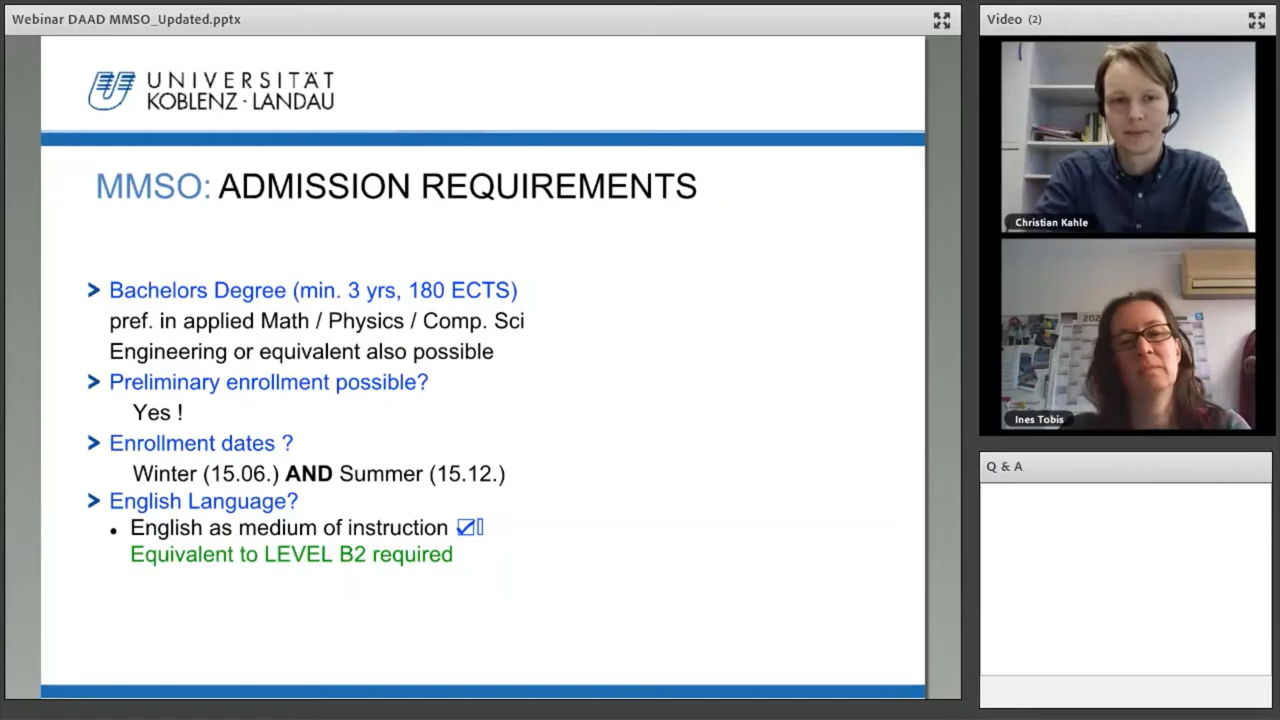 Webinar DAAD MMSO_Updated.pptx
UNIVERSITÄT
KOBLENZ · LANDAU
MMSO: ADMISSION REQUIREMENTS
Bachelors Degree (min. 3 yrs, 180 ECTS)
pref. in applied Math / Physics / Comp. Sci
Engineering or equivalent also possible
Preliminary enrollment possible?
Yes !
Enrollment dates ?
Winter (15.06.) AND Summer (15.12.)
English Language?
English as medium of instruction
Equivalent to LEVEL B2 required
Video (2)
Christian Kahle
Ines Tobis
Q & A